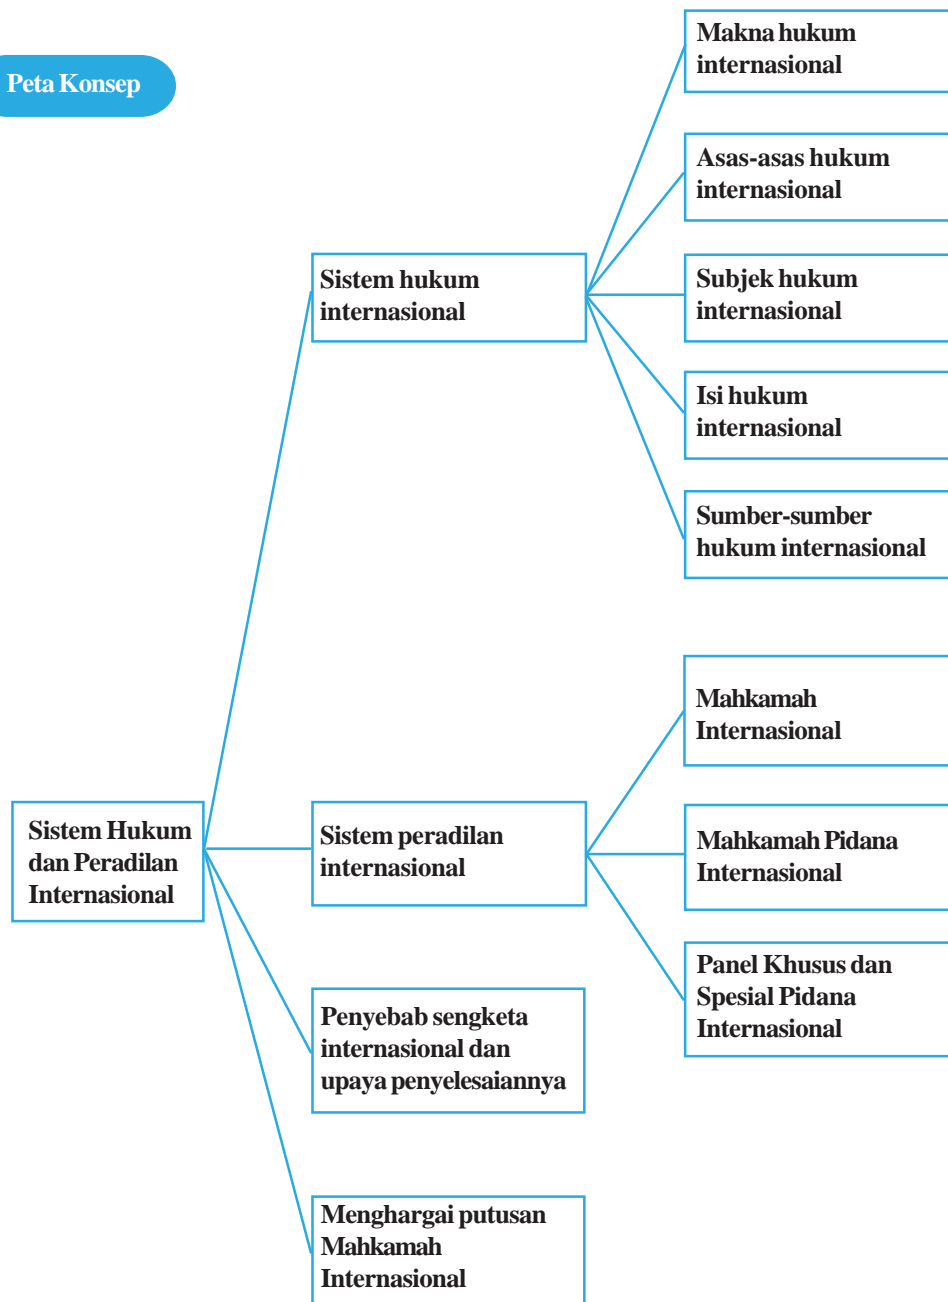 Peta Konsep
Makna hukum
internasional
Asas-asas hukum
internasional
Sistem hukum
internasional
Subjek hukum
internasional
Isi hukum
internasional
Sumber-sumber
hukum internasional
Mahkamah
Internasional
Sistem Hukum
dan Peradilan
Internasional
Sistem peradilan
internasional
Mahkamah Pidana
Internasional
Panel Khusus dan
Spesial Pidana
Internasional
Penyebab sengketa
internasional dan
upaya penyelesaiannya
Menghargai putusan
Mahkamah
Internasional